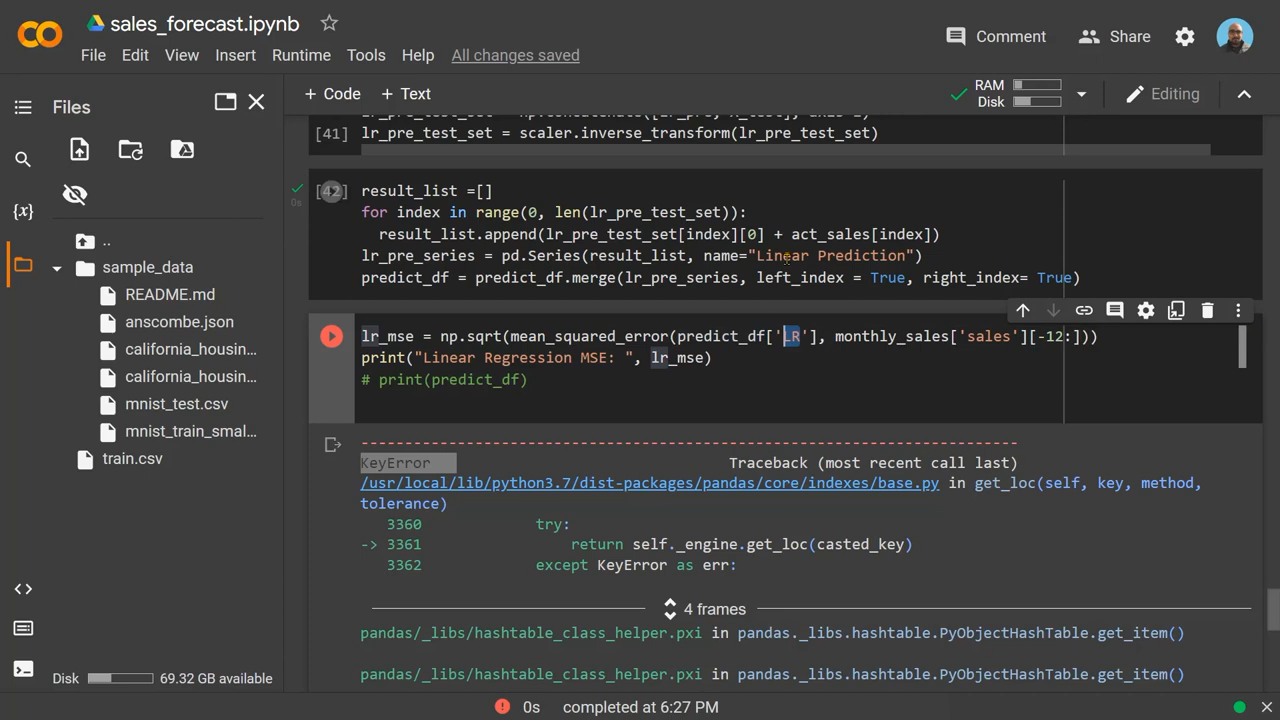 sales_forecast.ipynb
File Edit View Insert Runtime Tools Help All changes saved
Comment Share
Files
+ Code + Text
RAM
Disk
Editing
{x}
..
sample_data
README.md
anscombe.json
california_housin...
california_housin...
mnist_test.csv
mnist_train_smal...
train.csv
<>
Disk 69.32 GB available
[41] lr_pre_test_set = scaler.inverse_transform(lr_pre_test_set)
[42] result_list =[]
for index in range(0, len(lr_pre_test_set)):
result_list.append(lr_pre_test_set[index][0] + act_sales[index])
lr_pre_series = pd.Series(result_list, name="Linear Prediction")
predict_df = predict_df.merge(lr_pre_series, left_index = True, right_index= True)
0s
lr_mse = np.sqrt(mean_squared_error(predict_df['LR'], monthly_sales['sales'][-12:]))
print("Linear Regression MSE: ", lr_mse)
# print(predict_df)
---------------------------------------------------------------------------
KeyError Traceback (most recent call last)
/usr/local/lib/python3.7/dist-packages/pandas/core/indexes/base.py in get_loc(self, key, method,
tolerance)
3360 try:
-> 3361 return self._engine.get_loc(casted_key)
3362 except KeyError as err:
4 frames
pandas/_libs/hashtable_class_helper.pxi in pandas._libs.hashtable.PyObjectHashTable.get_item()
pandas/_libs/hashtable_class_helper.pxi in pandas._libs.hashtable.PyObjectHashTable.get_item()
0s completed at 6:27 PM